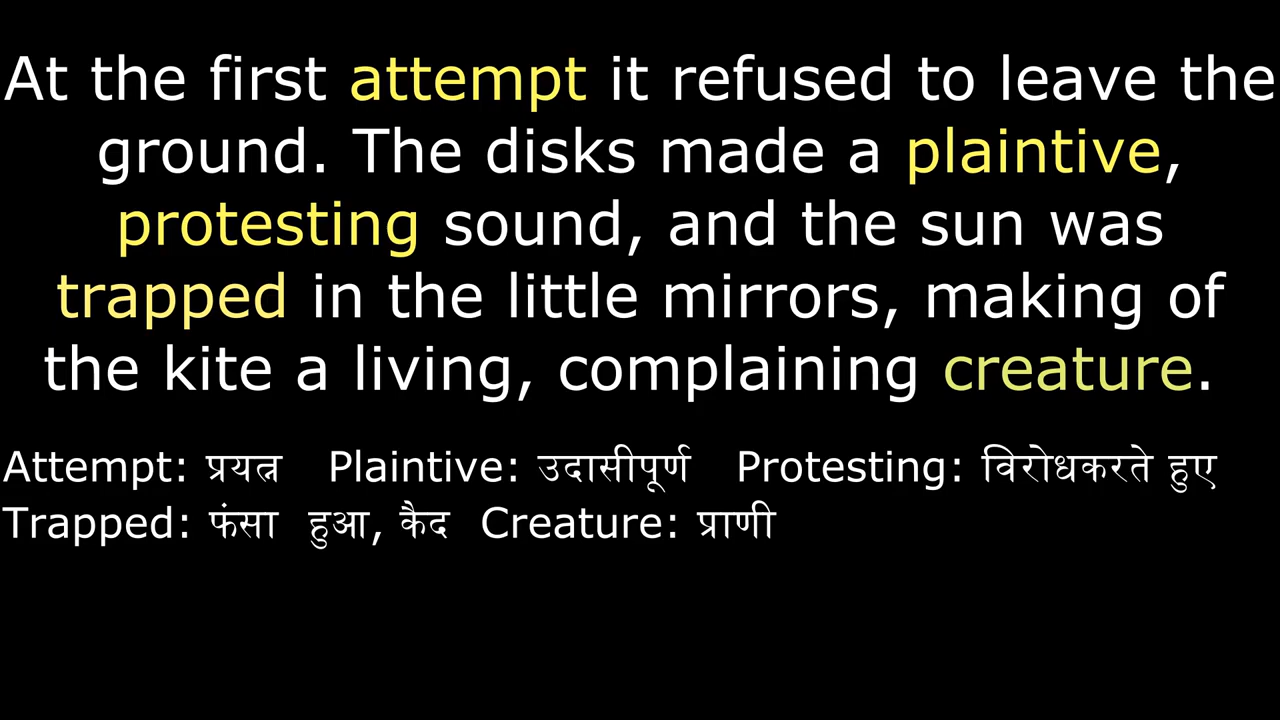 At the first attempt it refused to leave the
ground. The disks made a plaintive,
protesting sound, and the sun was
trapped in the little mirrors, making of
the kite a living, complaining creature.
Attempt: प्रयत्न Plaintive: उदासीपूर्ण Protesting: विरोधकरते हुए
Trapped: फंसा हुआ, कैद Creature: प्राणी